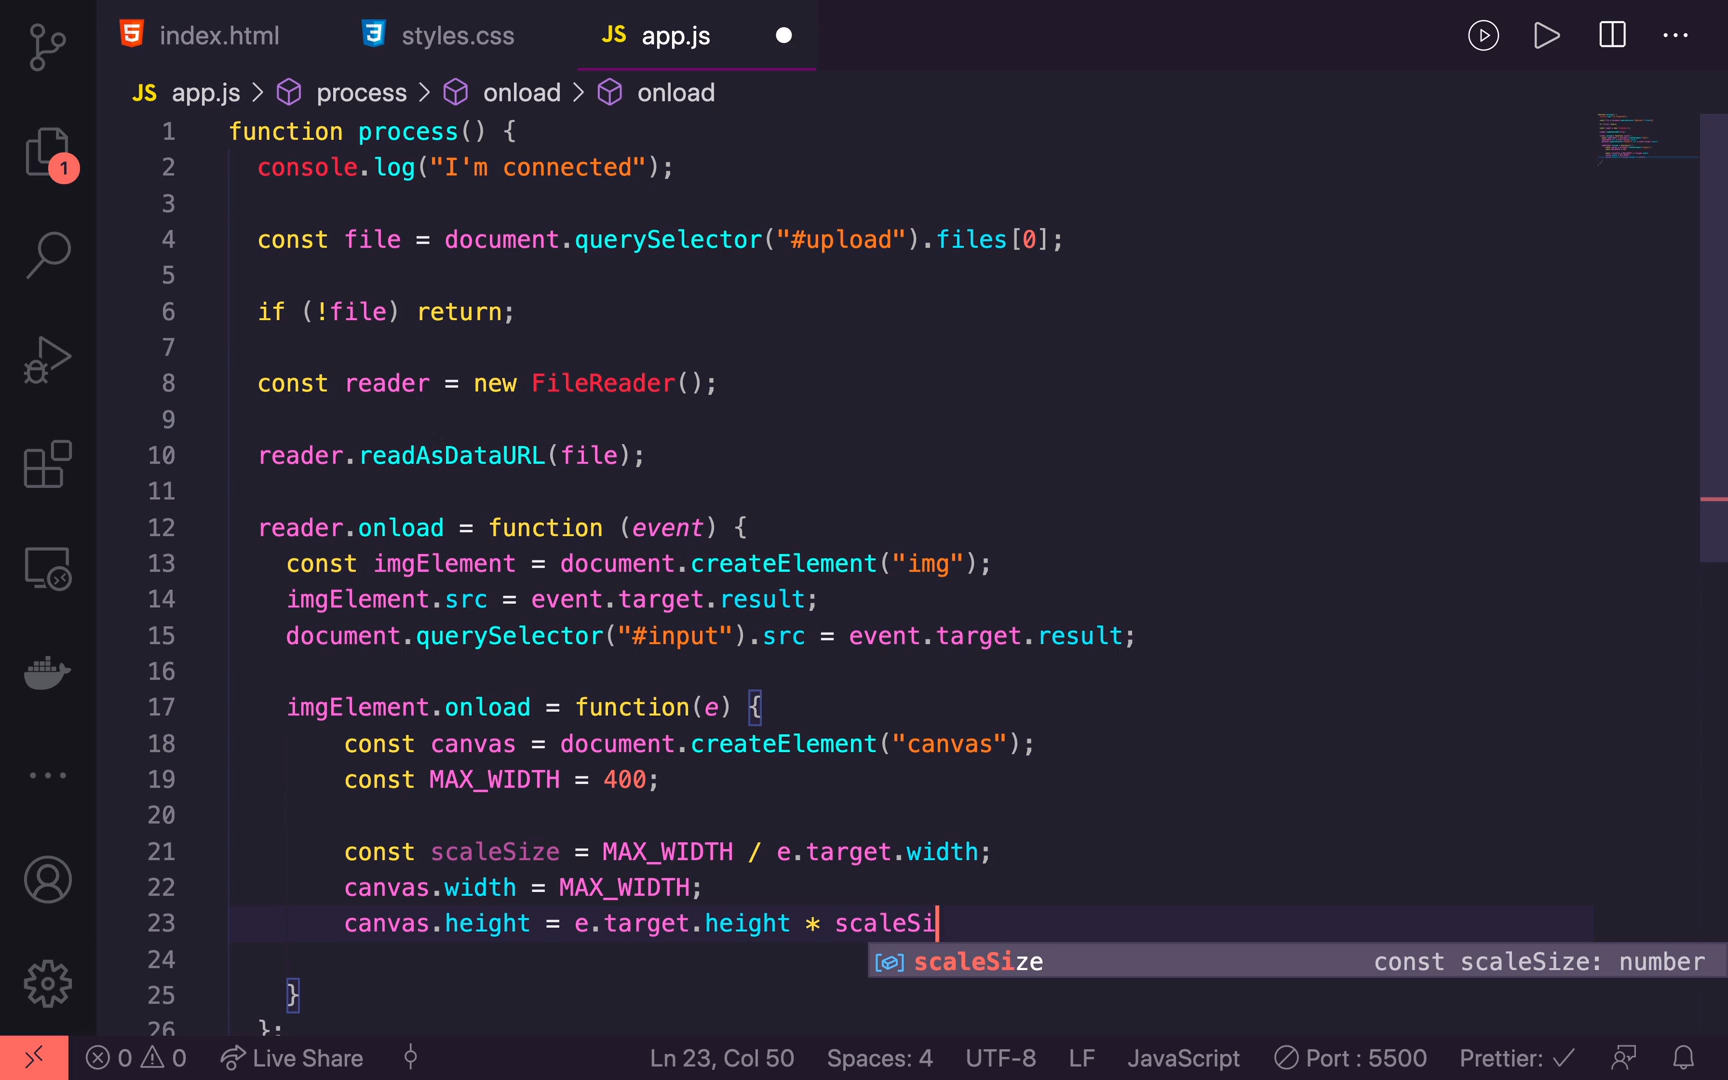 index.html
styles.css
JS app.js
JS app.js > process > onload > onload
1 function process() {
2 console.log("I'm connected");
3
4 const file = document.querySelector("#upload").files[0];
5
6 if (!file) return;
7
8 const reader = new FileReader();
9
10 reader.readAsDataURL(file);
11
12 reader.onload = function (event) {
13 const imgElement = document.createElement("img");
14 imgElement.src = event.target.result;
15 document.querySelector("#input").src = event.target.result;
16
17 imgElement.onload = function(e) {
18 const canvas = document.createElement("canvas");
19 const MAX_WIDTH = 400;
20
21 const scaleSize = MAX_WIDTH / e.target.width;
22 canvas.width = MAX_WIDTH;
23 canvas.height = e.target.height * scaleSi
24
scaleSize const scaleSize: number
25 }
26 };
1
0 0 Live Share Ln 23, Col 50 Spaces: 4 UTF-8 LF JavaScript Port : 5500 Prettier: ✓